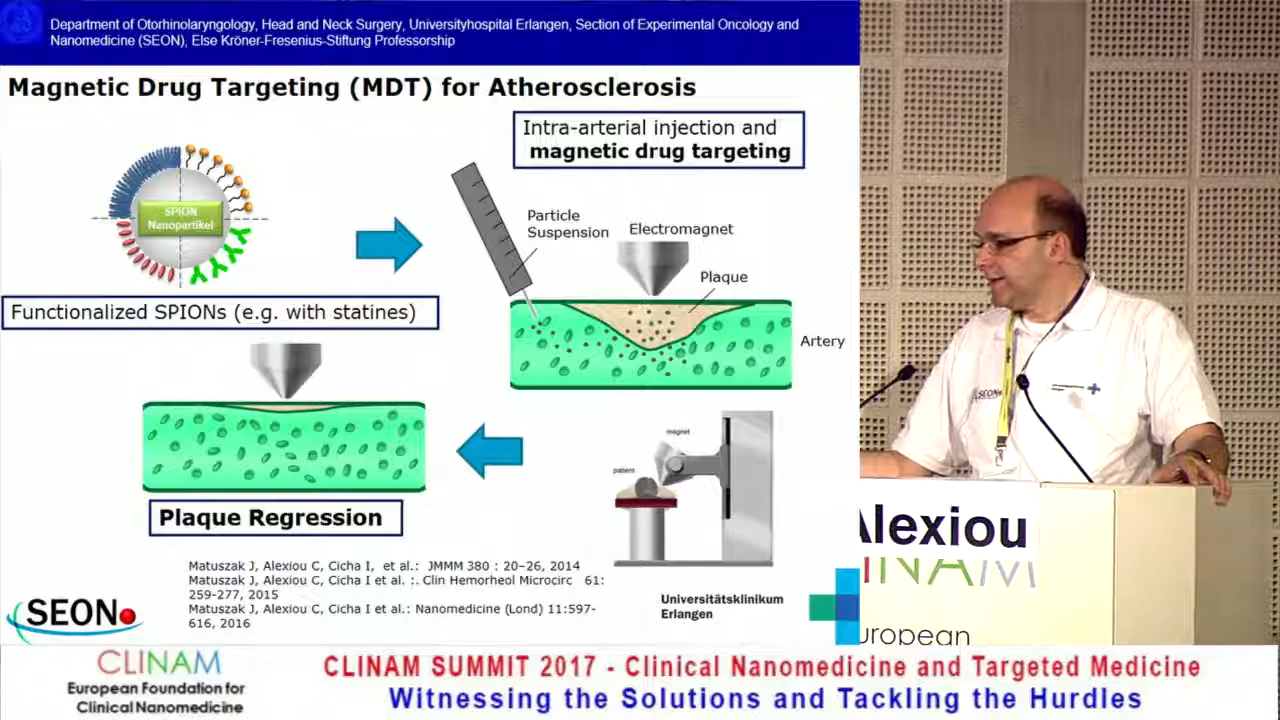 Department of Otorhinolaryngology, Head and Neck Surgery, Universityhospital Erlangen, Section of Experimental Oncology and
Nanomedicine (SEON), Else Kröner-Fresenius-Stiftung Professorship
Magnetic Drug Targeting (MDT) for Atherosclerosis
Intra-arterial injection and
magnetic drug targeting
SPION
Nanopartikel
Particle
Suspension
Electromagnet
Plaque
Functionalized SPIONs (e.g. with statines)
Artery
magnet
patient
Plaque Regression
Matuszak J, Alexiou C, Cicha I, et al.: JMMM 380 : 20–26, 2014
Matuszak J, Alexiou C, Cicha I et al. :. Clin Hemorheol Microcirc 61:
259-277, 2015
Matuszak J, Alexiou C, Cicha I et al.: Nanomedicine (Lond) 11:597-
616, 2016
SEON
Universitätsklinikum
Erlangen
SEON
Alexiou
CLINAM
European
CLINAM
European Foundation for
Clinical Nanomedicine
CLINAM SUMMIT 2017 - Clinical Nanomedicine and Targeted Medicine
Witnessing the Solutions and Tackling the Hurdles